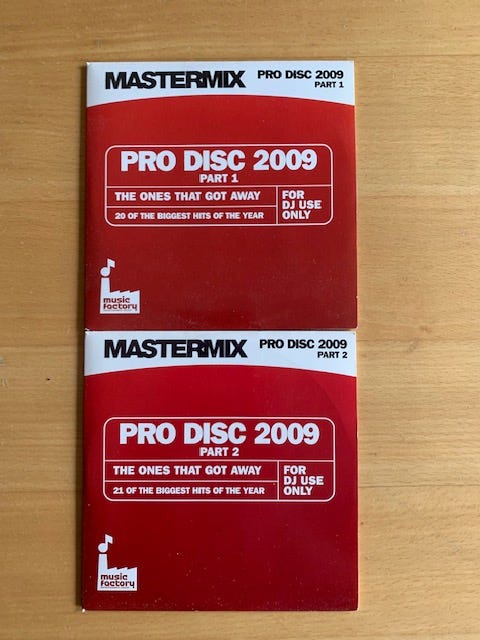 MASTERMIX PRO DISC 2009
PART 1
PRO DISC 2009
PART 1
THE ONES THAT GOT AWAY
20 OF THE BIGGEST HITS OF THE YEAR
FOR
DJ USE
ONLY
music
factory
MASTERMIX PRO DISC 2009
PART 2
PRO DISC 2009
PART 2
THE ONES THAT GOT AWAY
21 OF THE BIGGEST HITS OF THE YEAR
FOR
DJ USE
ONLY
music
factory